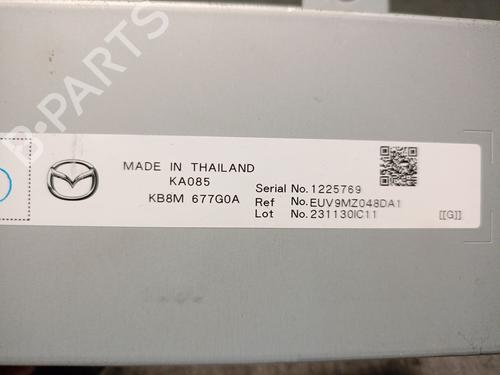 B-PARTS
MADE IN THAILAND
KA085
KB8M 677G0A
Serial No.1225769
Ref No.EUV9MZ048DA1
Lot No.231130IC11
[[G]]